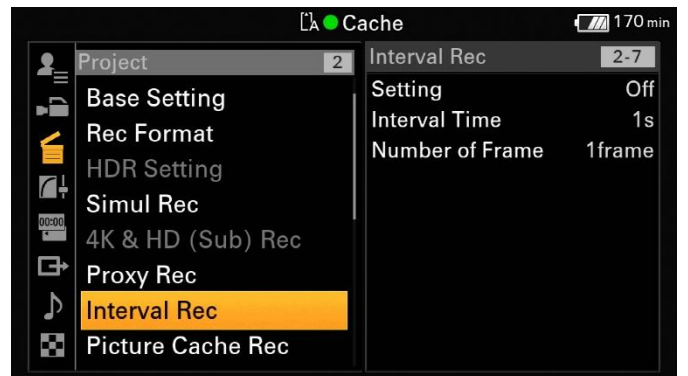 A Cache 170 min
Project 2
Base Setting
Rec Format
HDR Setting
Simul Rec
4K & HD (Sub) Rec
Proxy Rec
Interval Rec
Picture Cache Rec
00:00
Interval Rec 2-7
Setting Off
Interval Time 1s
Number of Frame 1frame